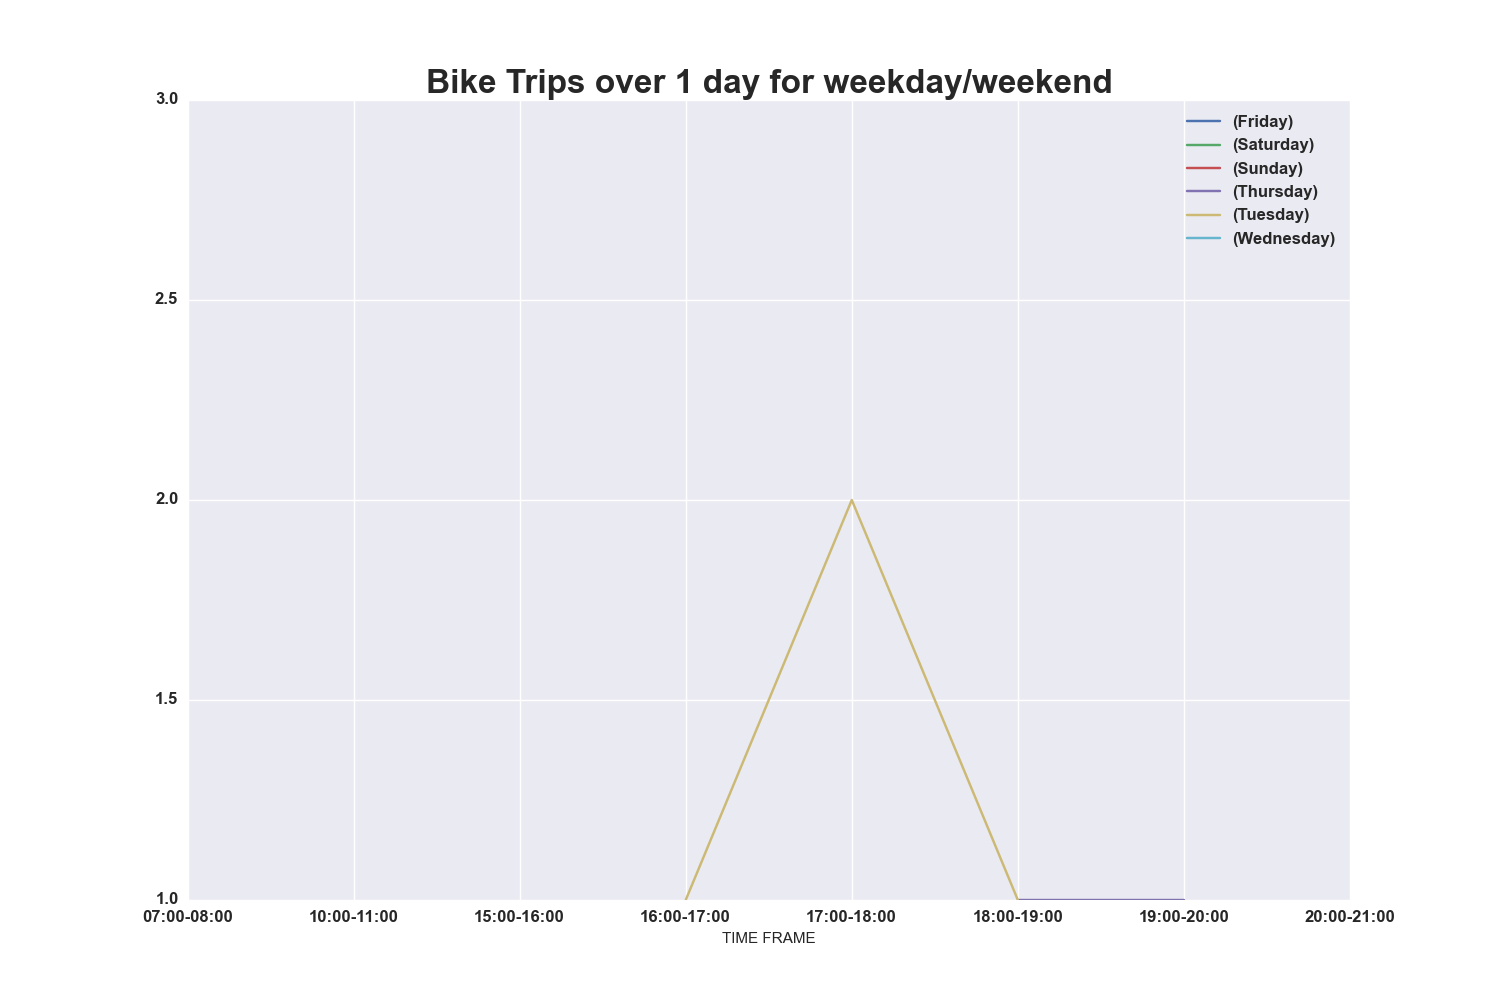 Bike Trips over 1 day for weekday/weekend
3.0
2.5
2.0
1.5
1.0
(Friday)
(Saturday)
(Sunday)
(Thursday)
(Tuesday)
(Wednesday)
07:00-08:00 10:00-11:00 15:00-16:00 16:00-17:00 17:00-18:00 18:00-19:00 19:00-20:00 20:00-21:00
TIME FRAME